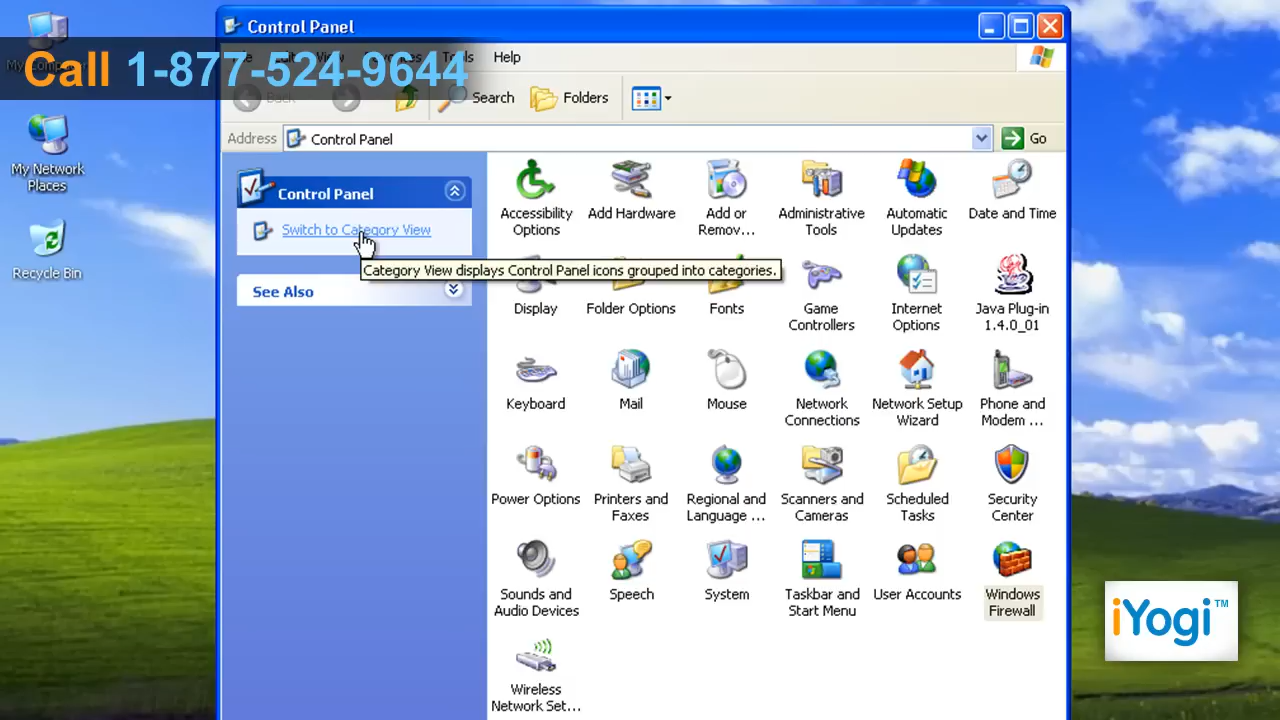 Control Panel
Call 1-877-524-9644
Help
Back
Search
Folders
Address
Control Panel
Go
My Network
Places
Recycle Bin
Control Panel
Switch to Category View
Category View displays Control Panel icons grouped into categories.
See Also
Accessibility
Options
Add Hardware
Add or
Remov...
Administrative
Tools
Automatic
Updates
Date and Time
Display
Folder Options
Fonts
Game
Controllers
Internet
Options
Java Plug-in
1.4.0_01
Keyboard
Mail
Mouse
Network
Connections
Network Setup
Wizard
Phone and
Modem ...
Power Options
Printers and
Faxes
Regional and
Language ...
Scanners and
Cameras
Scheduled
Tasks
Security
Center
Sounds and
Audio Devices
Speech
System
Taskbar and
Start Menu
User Accounts
Windows
Firewall
Wireless
Network Set...
iYogi™